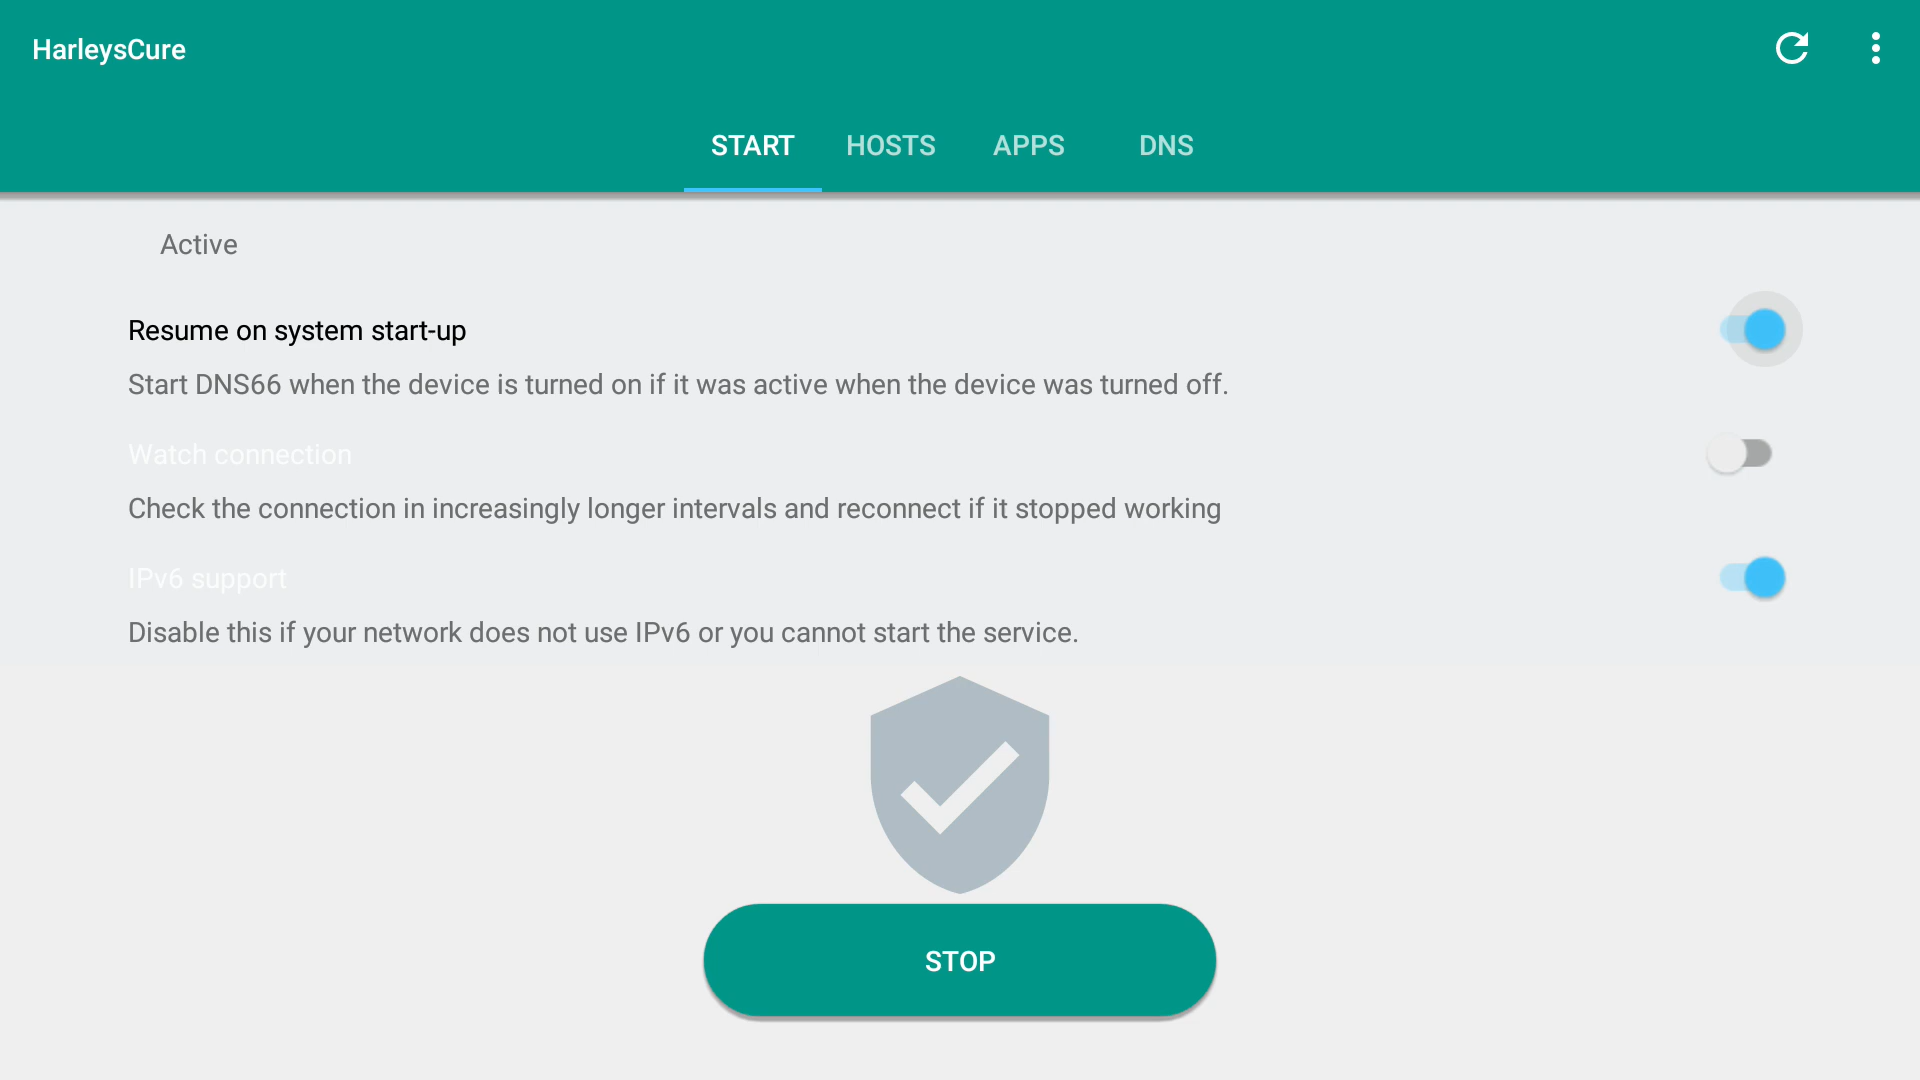 HarleysCure
START
HOSTS
APPS
DNS
Active
Resume on system start-up
Start DNS66 when the device is turned on if it was active when the device was turned off.
Watch connection
Check the connection in increasingly longer intervals and reconnect if it stopped working
IPv6 support
Disable this if your network does not use IPv6 or you cannot start the service.
STOP